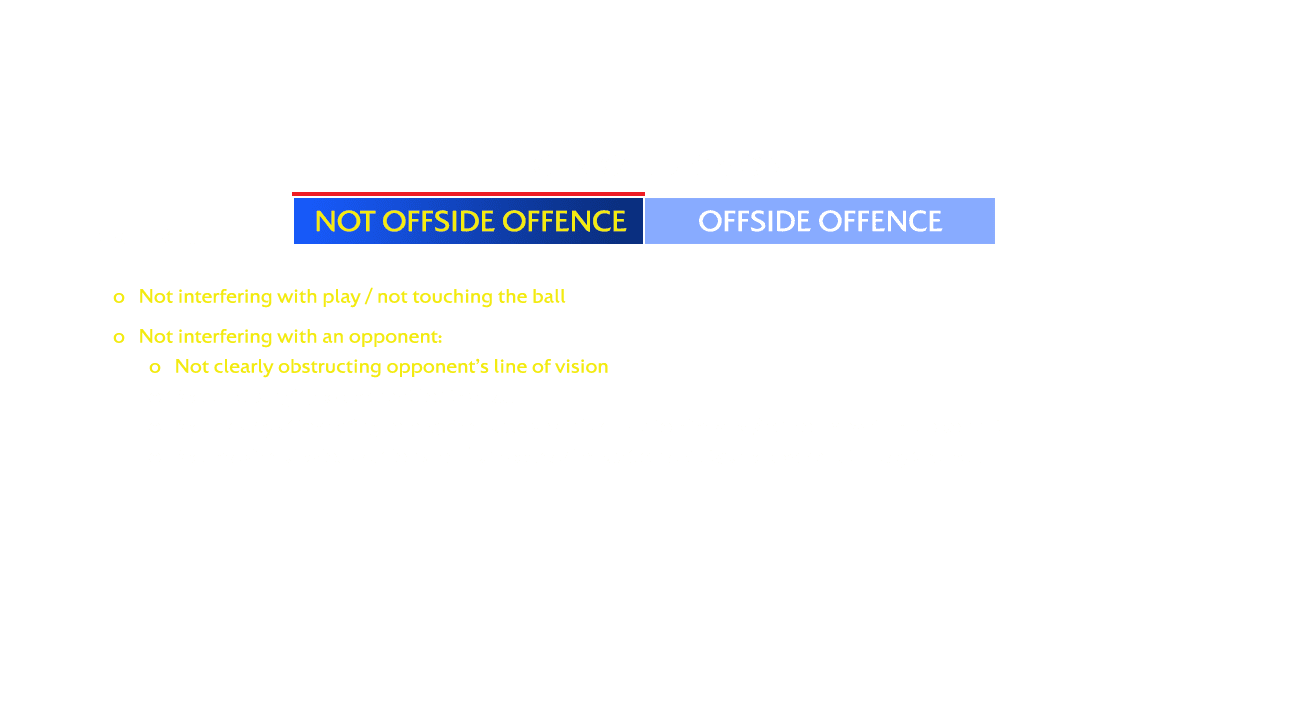 NOT OFFSIDE OFFENCE
OFFSIDE OFFENCE
o Not interfering with play / not touching the ball
o Not interfering with an opponent:
o Not clearly obstructing opponent's line of vision